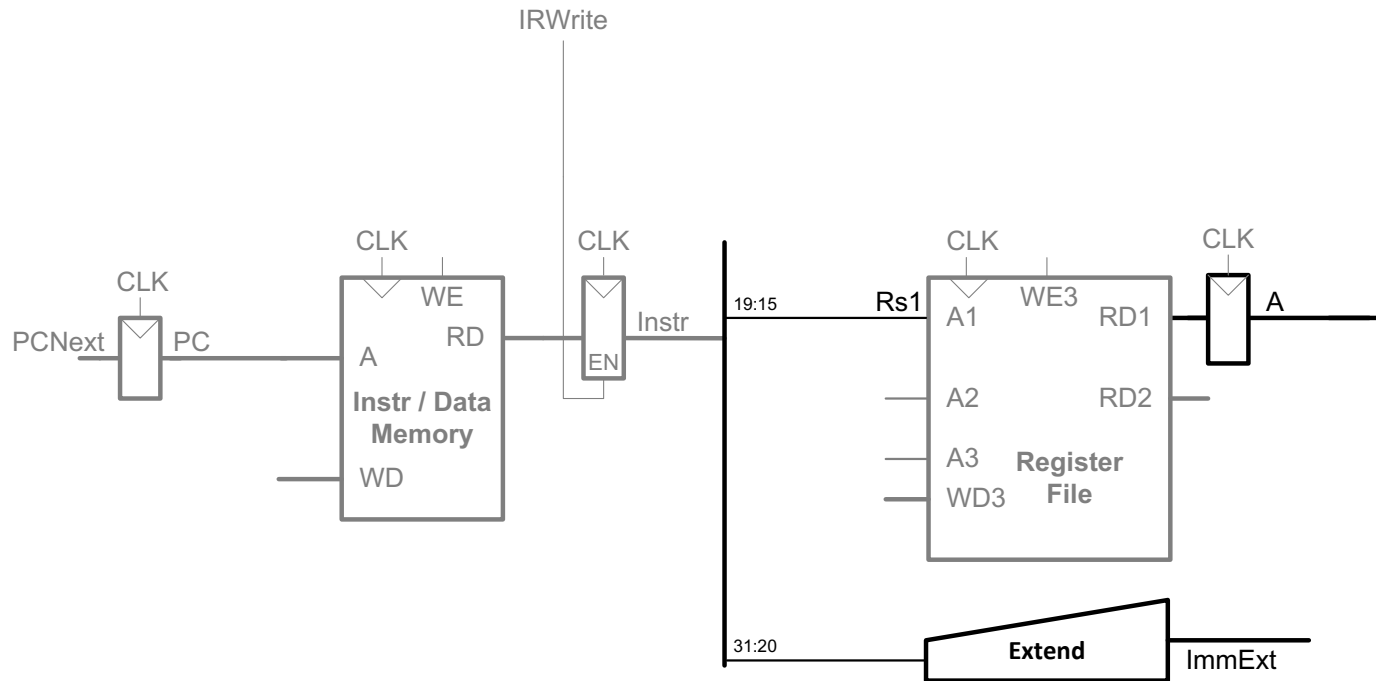 IRWrite
CLK
CLK
CLK
CLK
CLK
WE
WE3
PCNext
PC
A
RD
EN
Instr
19:15
Rs1
A1
RD1
A
Instr / Data
Memory
A2
RD2
WD
A3
WD3
Register
File
31:20
Extend
ImmExt